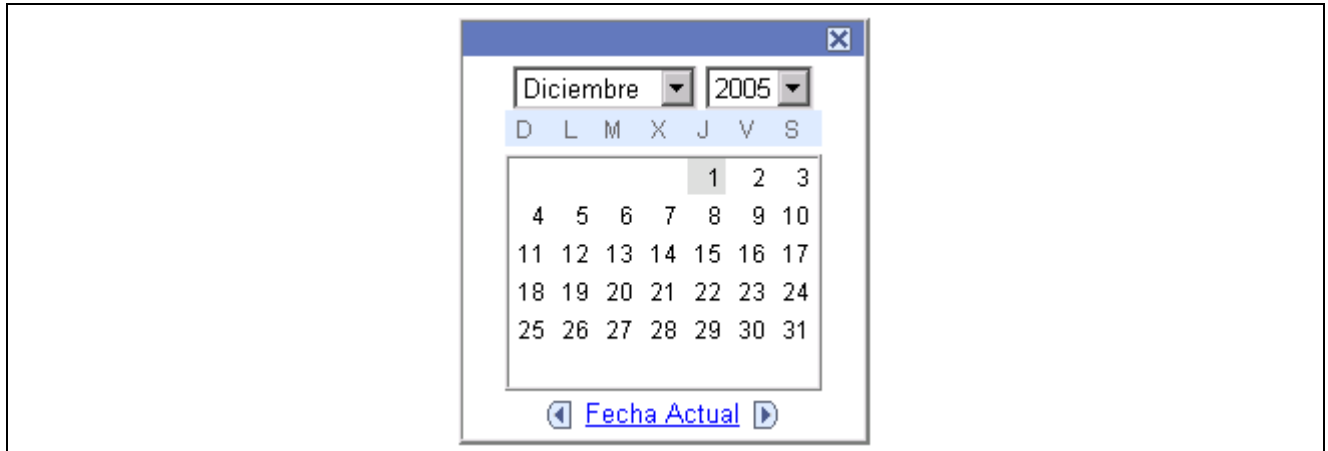 Diciembre 2005
D L M X J V S
1 2 3
4 5 6 7 8 9 10
11 12 13 14 15 16 17
18 19 20 21 22 23 24
25 26 27 28 29 30 31
Fecha Actual